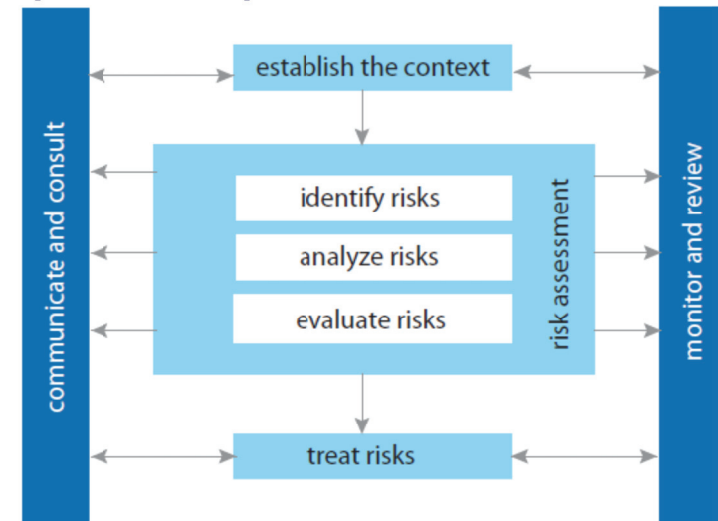 establish the context
communicate and consult
identify risks
analyze risks
evaluate risks
risk assessment
monitor and review
treat risks